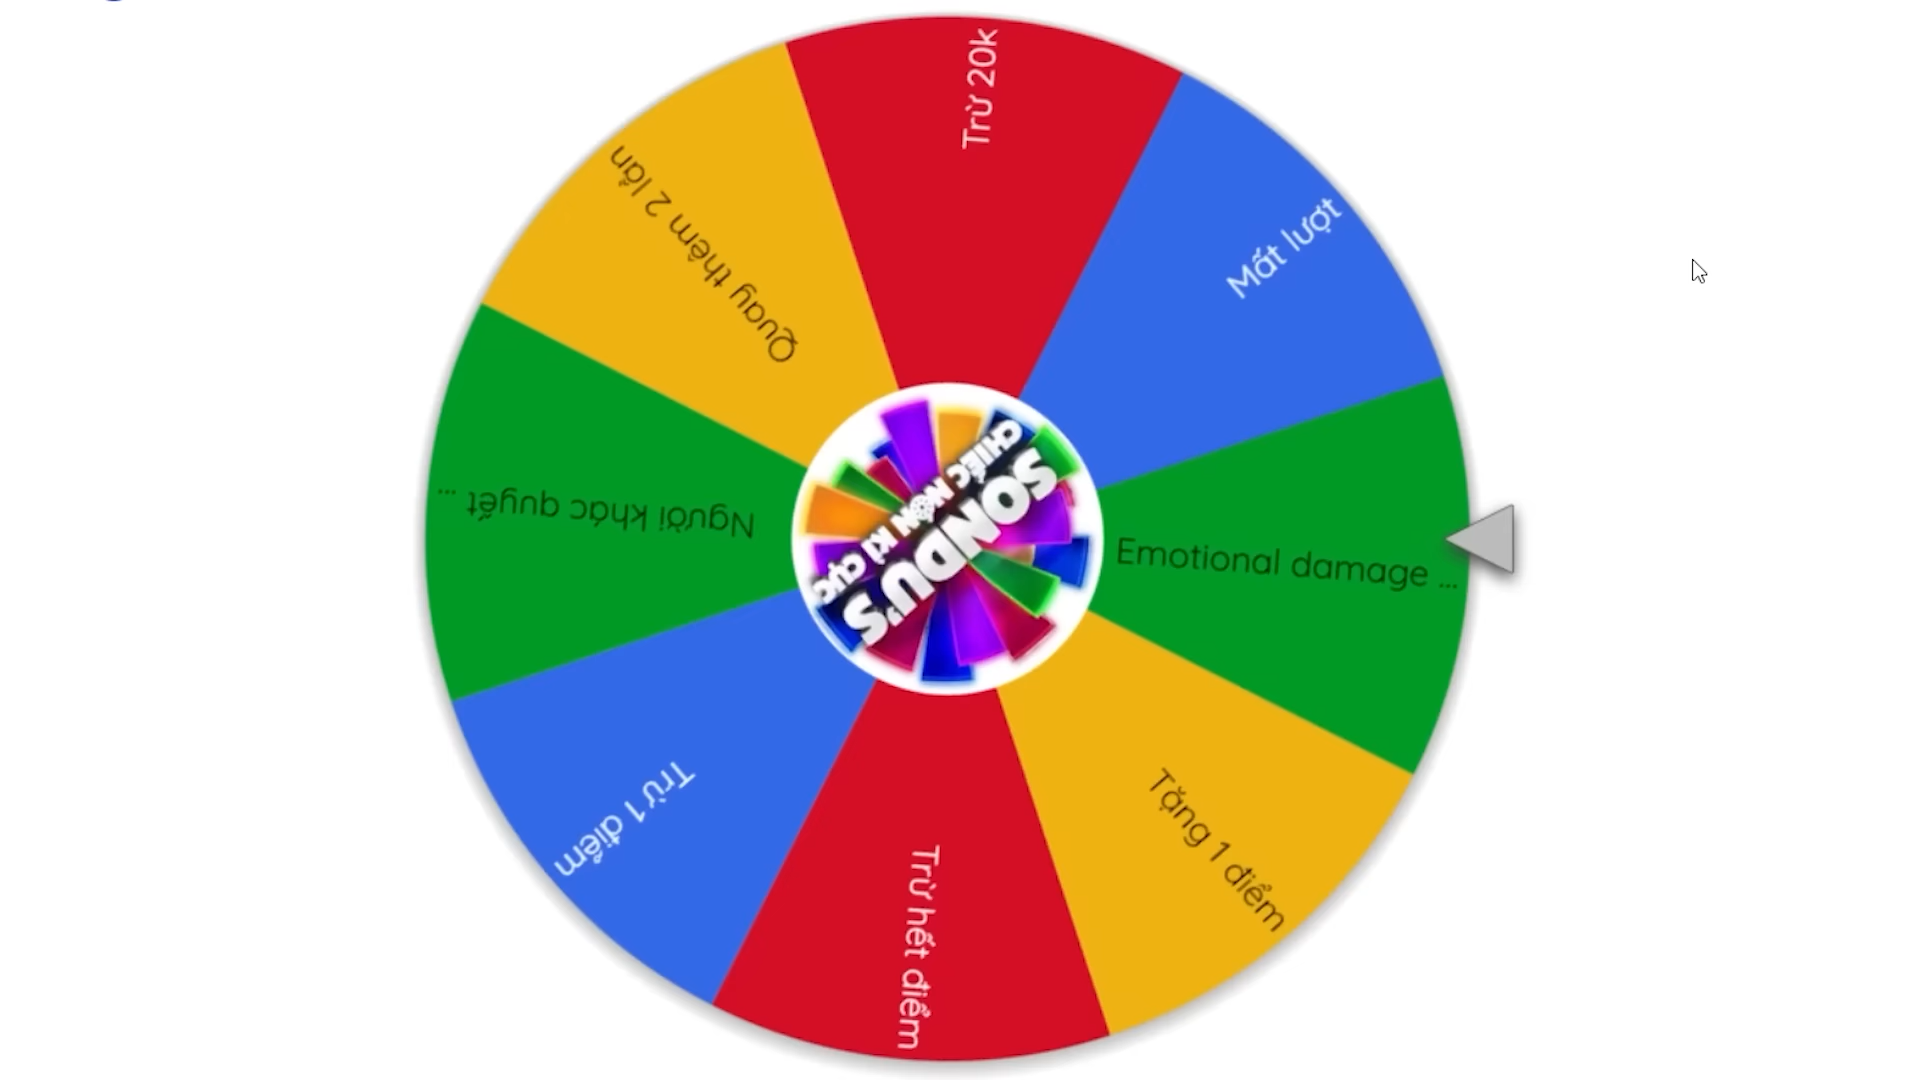 Trừ 20k
Mất lượt
Emotional damage ...
Tặng 1 điểm
Trừ hết điểm
Trừ 1 điểm
Người khác quyết ...
Quay thêm 2 lần
CHIẾC NÓN KÌ CỤC
SONDU'S